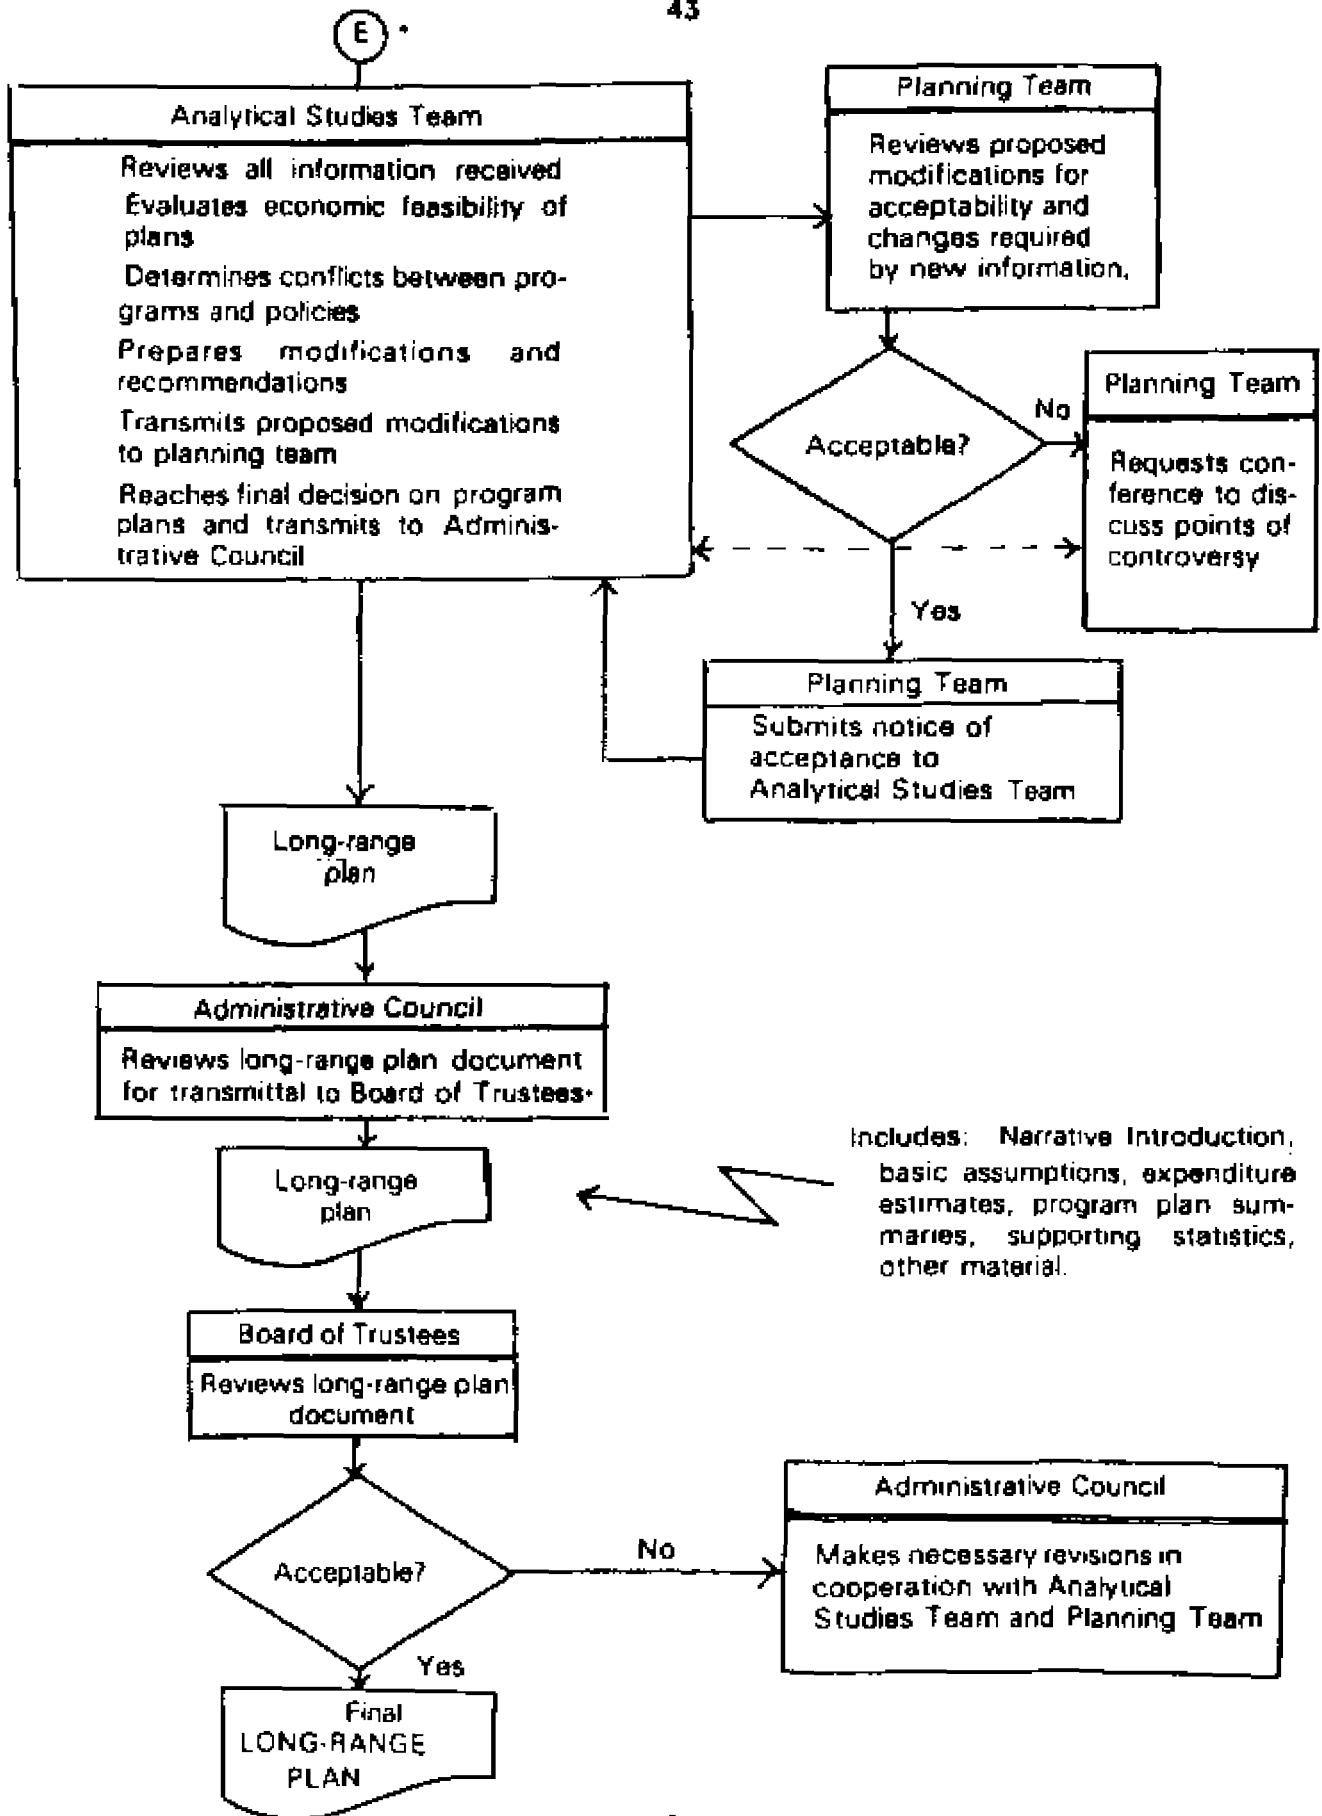 43
E
Analytical Studies Team
Reviews all information received
Evaluates economic feasibility of
plans
Determines conflicts between pro-
grams and policies
Prepares modifications and
recommendations
Transmits proposed modifications
to planning team
Reaches final decision on program
plans and transmits to Adminis-
trative Council
Planning Team
Reviews proposed
modifications for
acceptability and
changes required
by new information.
Acceptable?
No
Planning Team
Requests con-
ference to dis-
cuss points of
controversy
Yes
Planning Team
Submits notice of
acceptance to
Analytical Studies Team
Long-range
plan
Administrative Council
Reviews long-range plan document
for transmittal to Board of Trustees.
Long-range
plan
Includes: Narrative Introduction,
basic assumptions, expenditure
estimates, program plan sum-
maries, supporting statistics,
other material.
Board of Trustees
Reviews long-range plan
document
Acceptable?
No
Administrative Council
Makes necessary revisions in
cooperation with Analytical
Studies Team and Planning Team
Yes
Final
LONG-RANGE
PLAN